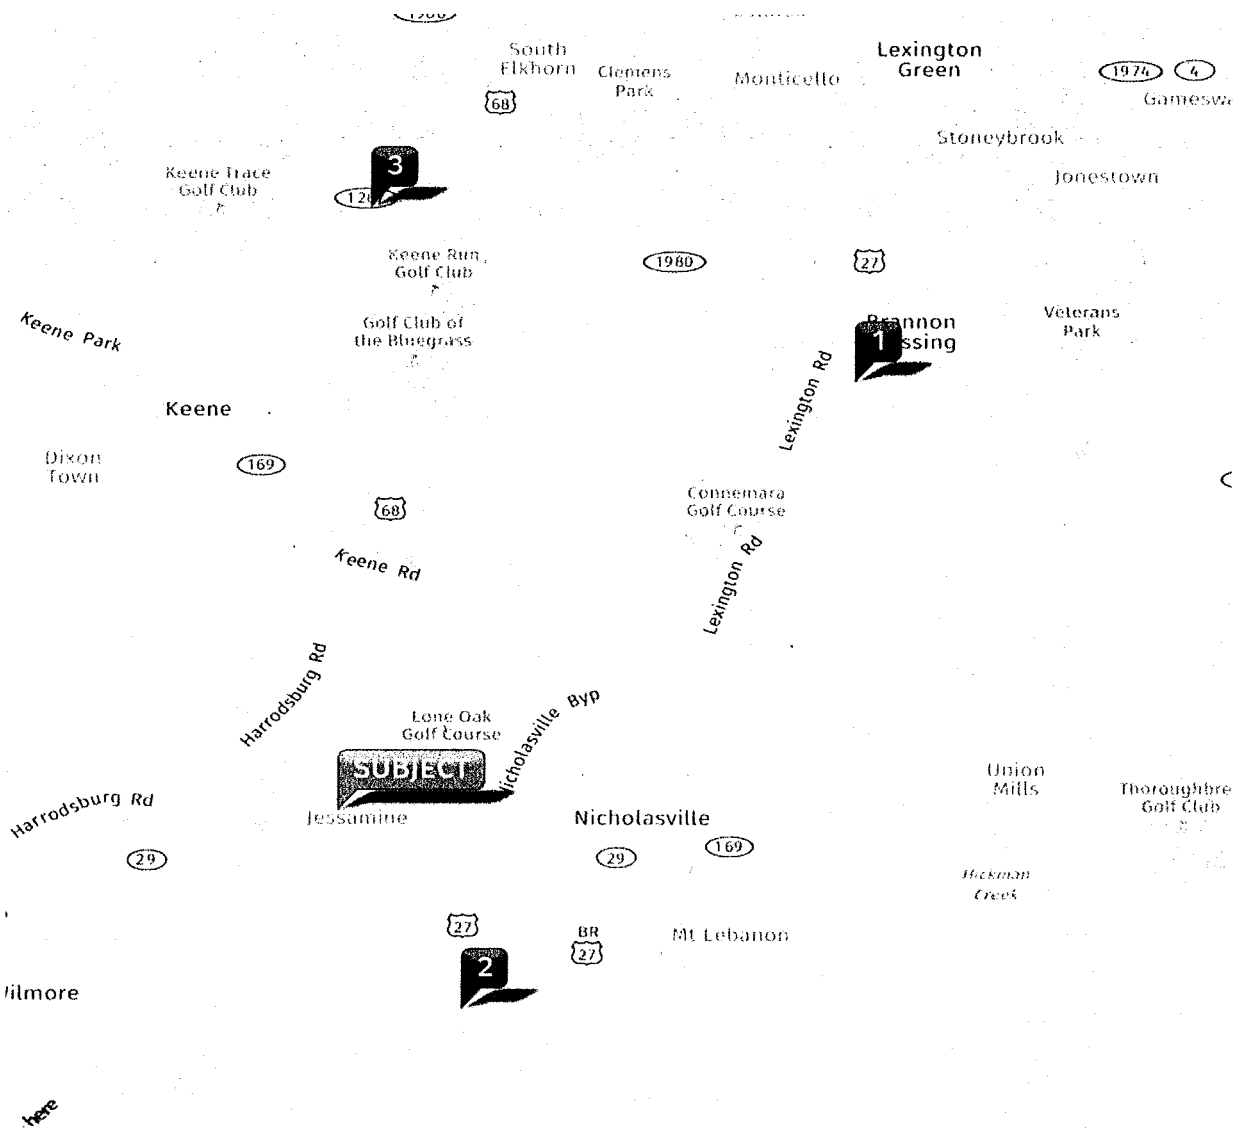 South
Elkhorn
Clemens
Park
Monticello
Lexington
Green
1974
4
68
Stoneybrook
Jonestown
Keene Trace
Golf Club
3
Keene Run
Golf Club
1980
27
Golf Club of
the Bluegrass
Veterans
Park
1
Keene Park
Lexington Rd
Keene
Dixon
Town
169
68
Connemara
Golf Course
Keene Rd
Lexington Rd
Harrodsburg Rd
Nicholasville Byp
Lone Oak
Golf Course
SUBJECT
Union
Mills
Harrodsburg Rd
Jessamine
Nicholasville
Golf Club
29
29
169
Hickman
Creek
27
BR
27
Mt Lebanon
2
here